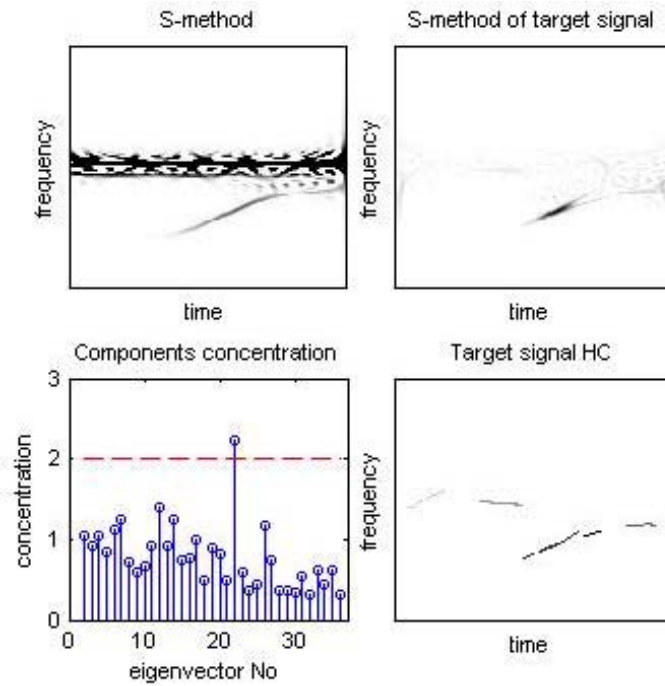 S-method
frequency
time
S-method of target signal
frequency
time
Components concentration
concentration
3
2
1
0
0
10
20
30
eigenvector No
Target signal HC
frequency
time